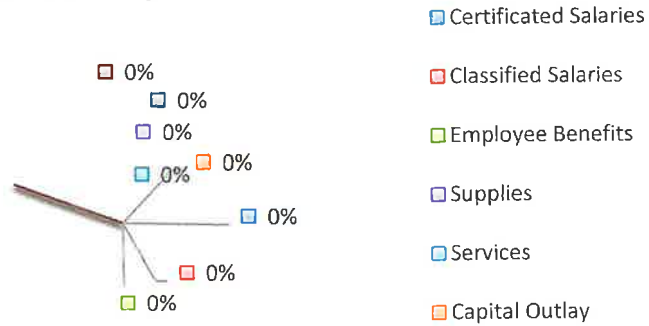 0%
0%
0%
0%
0%
0%
0%
0%
Certificated Salaries
Classified Salaries
Employee Benefits
Supplies
Services
Capital Outlay